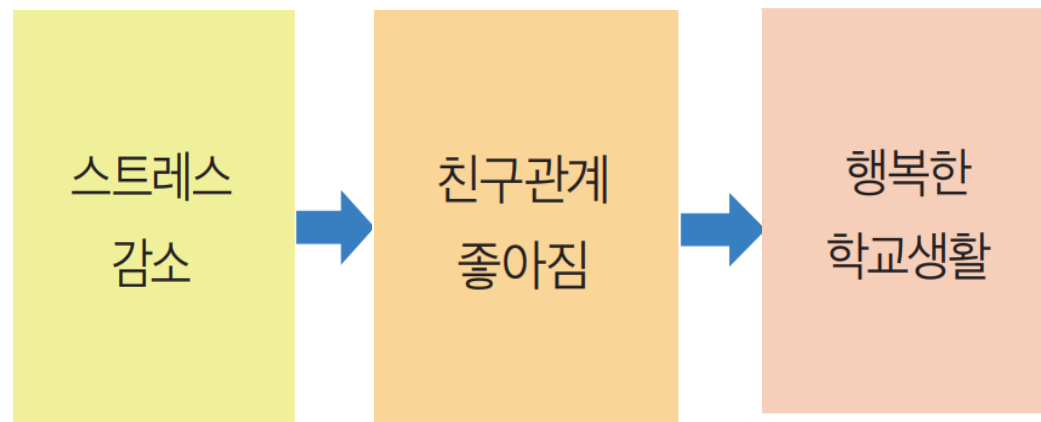 스트레스
감소
친구관계
좋아짐
행복한
학교생활